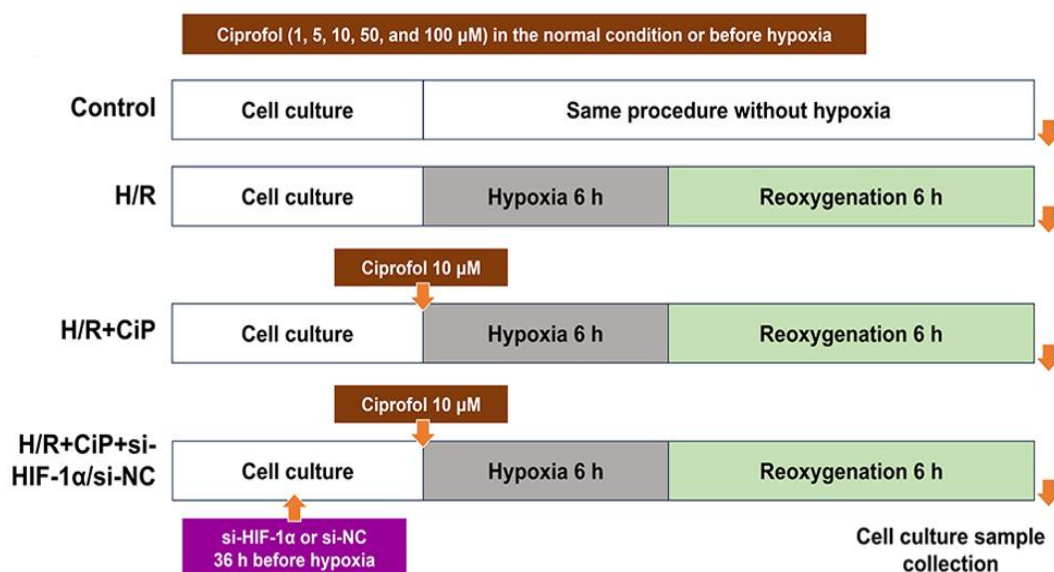 Ciprofol (1, 5, 10, 50, and 100 μM) in the normal condition or before hypoxia
Control
Cell culture
Same procedure without hypoxia
H/R
Cell culture
Hypoxia 6 h
Reoxygenation 6 h
Ciprofol 10 μM
H/R+CiP
Cell culture
Hypoxia 6 h
Reoxygenation 6 h
Ciprofol 10 μM
H/R+CiP+si-
HIF-1α/si-NC
Cell culture
Hypoxia 6 h
Reoxygenation 6 h
si-HIF-1α or si-NC
36 h before hypoxia
Cell culture sample
collection